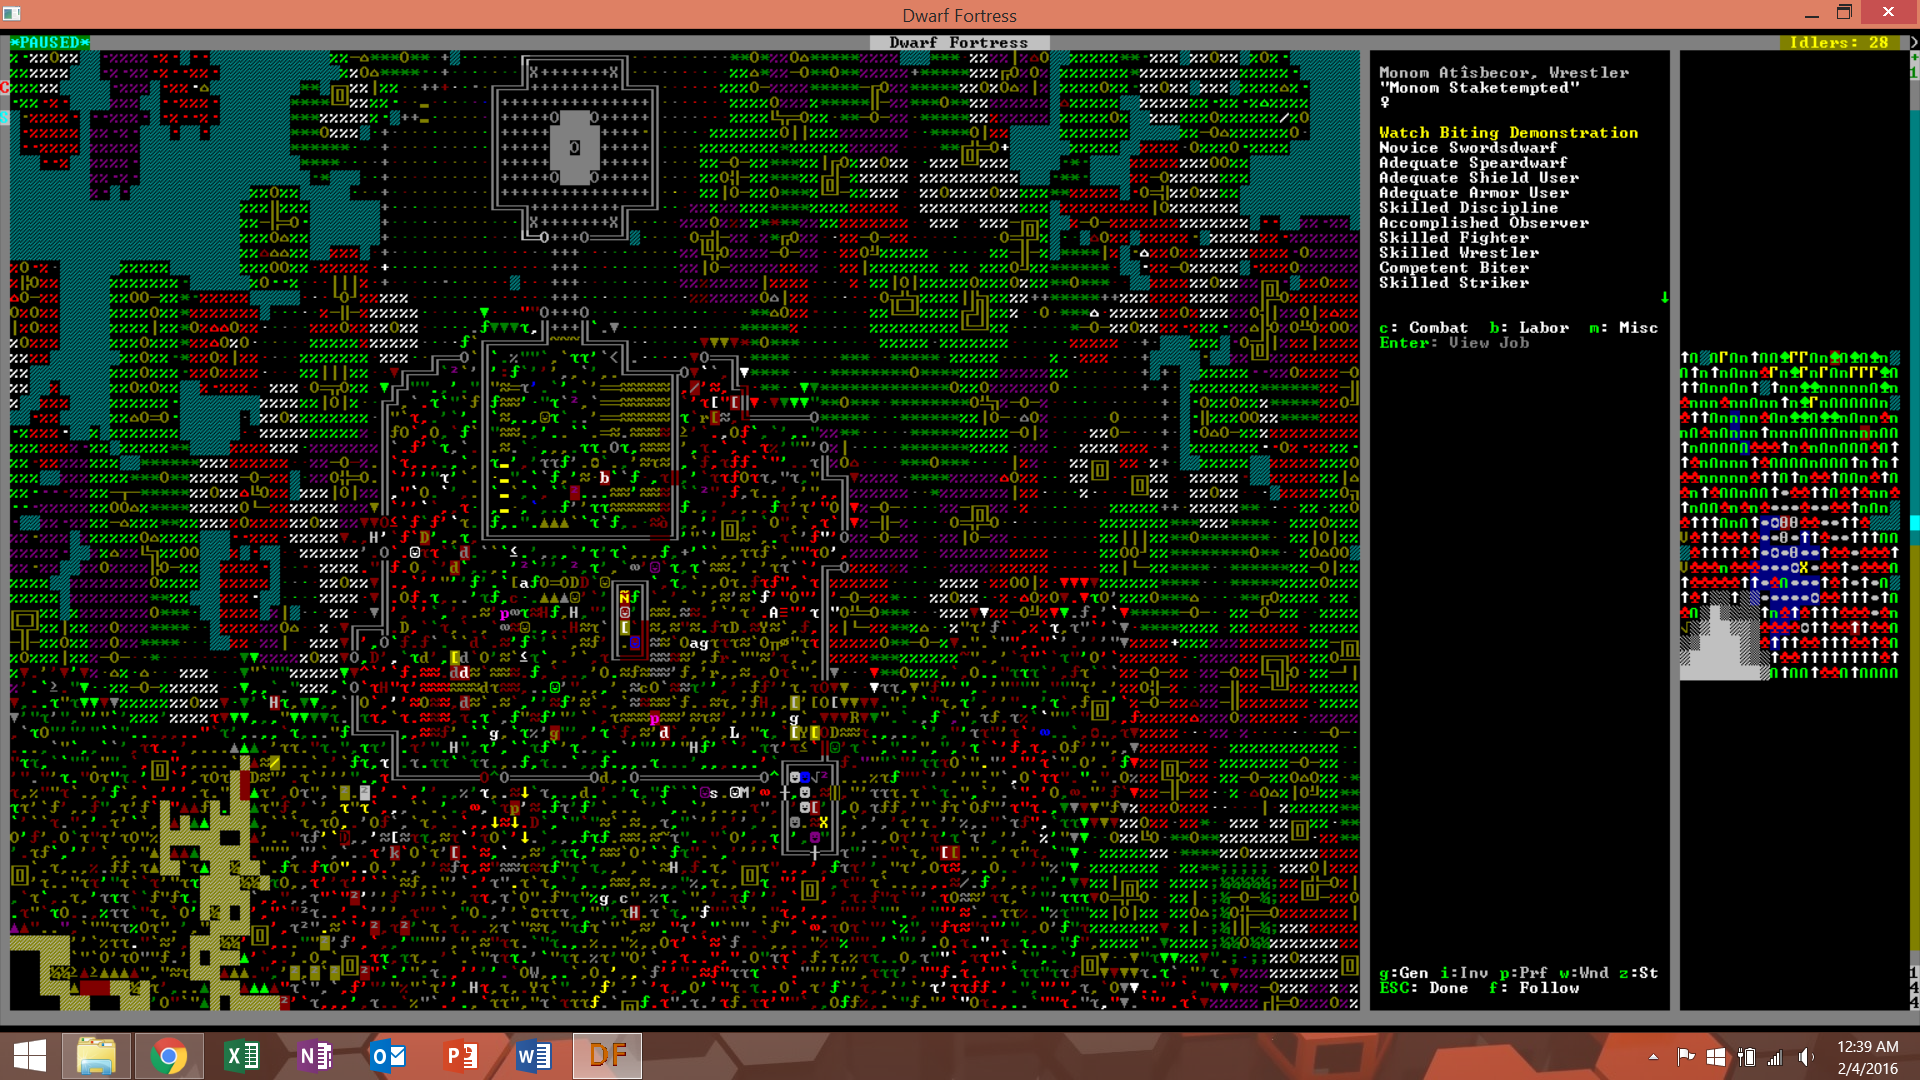 Dwarf Fortress
*PAUSED*
Dwarf Fortress
Idlers: 28
Monom Atîsbecor, Wrestler
"Monom Staketempted"
♀
Watch Biting Demonstration
Novice Swordsdwarf
Adequate Speardwarf
Adequate Shield User
Adequate Armor User
Skilled Discipline
Accomplished Observer
Skilled Fighter
Skilled Wrestler
Competent Biter
Skilled Striker
c: Combat b: Labor m: Misc
Enter: View Job
g:Gen i:Inv p:Prf w:Wnd z:St
ESC: Done f: Follow
DF
12:39 AM
2/4/2016